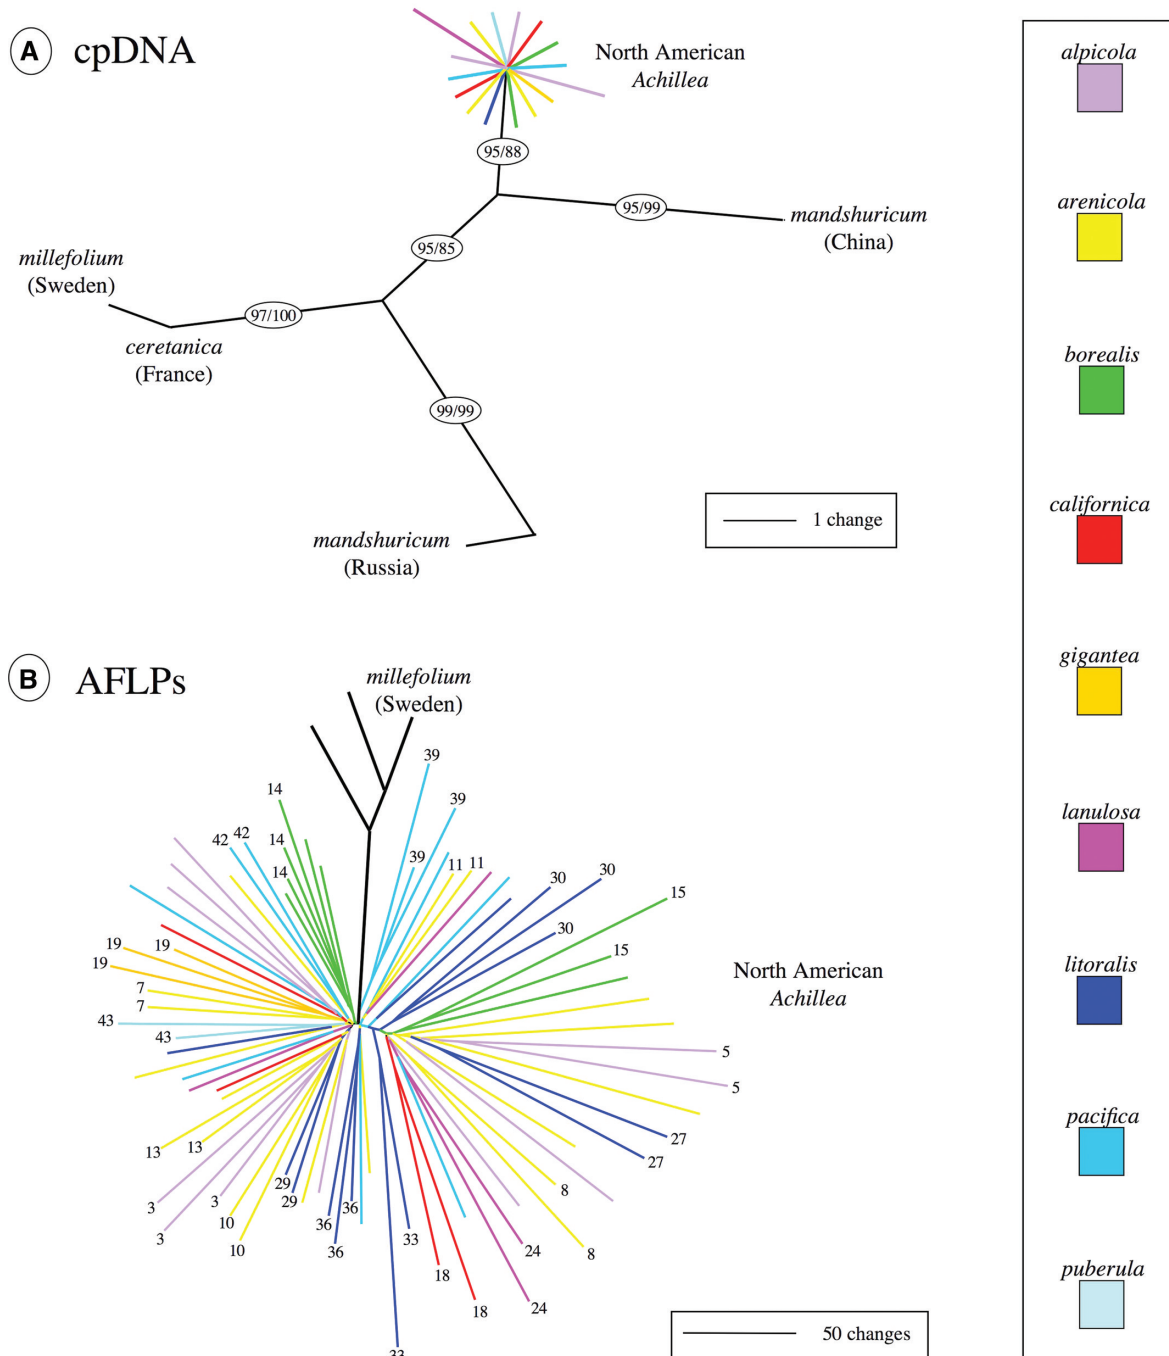 A cpDNA
North American
Achillea
95/88
95/99
mandshuricum
(China)
95/85
millefolium
(Sweden)
97/100
ceretanica
(France)
99/99
1 change
mandshuricum
(Russia)
B AFLPs
millefolium
(Sweden)
39
14
39
42
42
14
39
11
11
14
30
30
15
30
19
19
15
19
North American
Achillea
7
7
43
43
5
5
27
13
13
27
29
8
3
3
29
10
36
36
33
3
10
36
24
8
18
18
24
33
50 changes
alpicola
arenicola
borealis
californica
gigantea
lanulosa
litoralis
pacifica
puberula